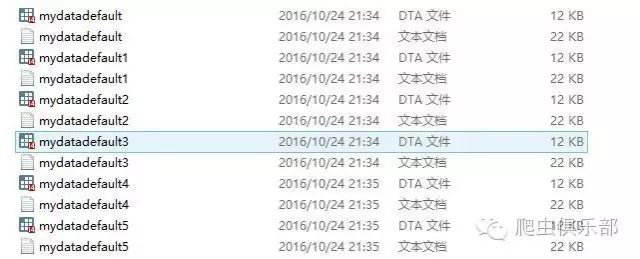 mydatadefault 2016/10/24 21:34 DTA 文件 12 KB
mydatadefault 2016/10/24 21:34 文本文档 22 KB
mydatadefault1 2016/10/24 21:34 DTA 文件 12 KB
mydatadefault1 2016/10/24 21:34 文本文档 22 KB
mydatadefault2 2016/10/24 21:34 DTA 文件 12 KB
mydatadefault2 2016/10/24 21:34 文本文档 22 KB
mydatadefault3 2016/10/24 21:34 DTA 文件 12 KB
mydatadefault3 2016/10/24 21:34 文本文档 22 KB
mydatadefault4 2016/10/24 21:35 DTA 文件 12 KB
mydatadefault4 2016/10/24 21:35 文本文档 22 KB
mydatadefault5 2016/10/24 21:35 DTA 文件 12 KB
mydatadefault5 2016/10/24 21:35 文本文档 22 KB
爬虫俱乐部